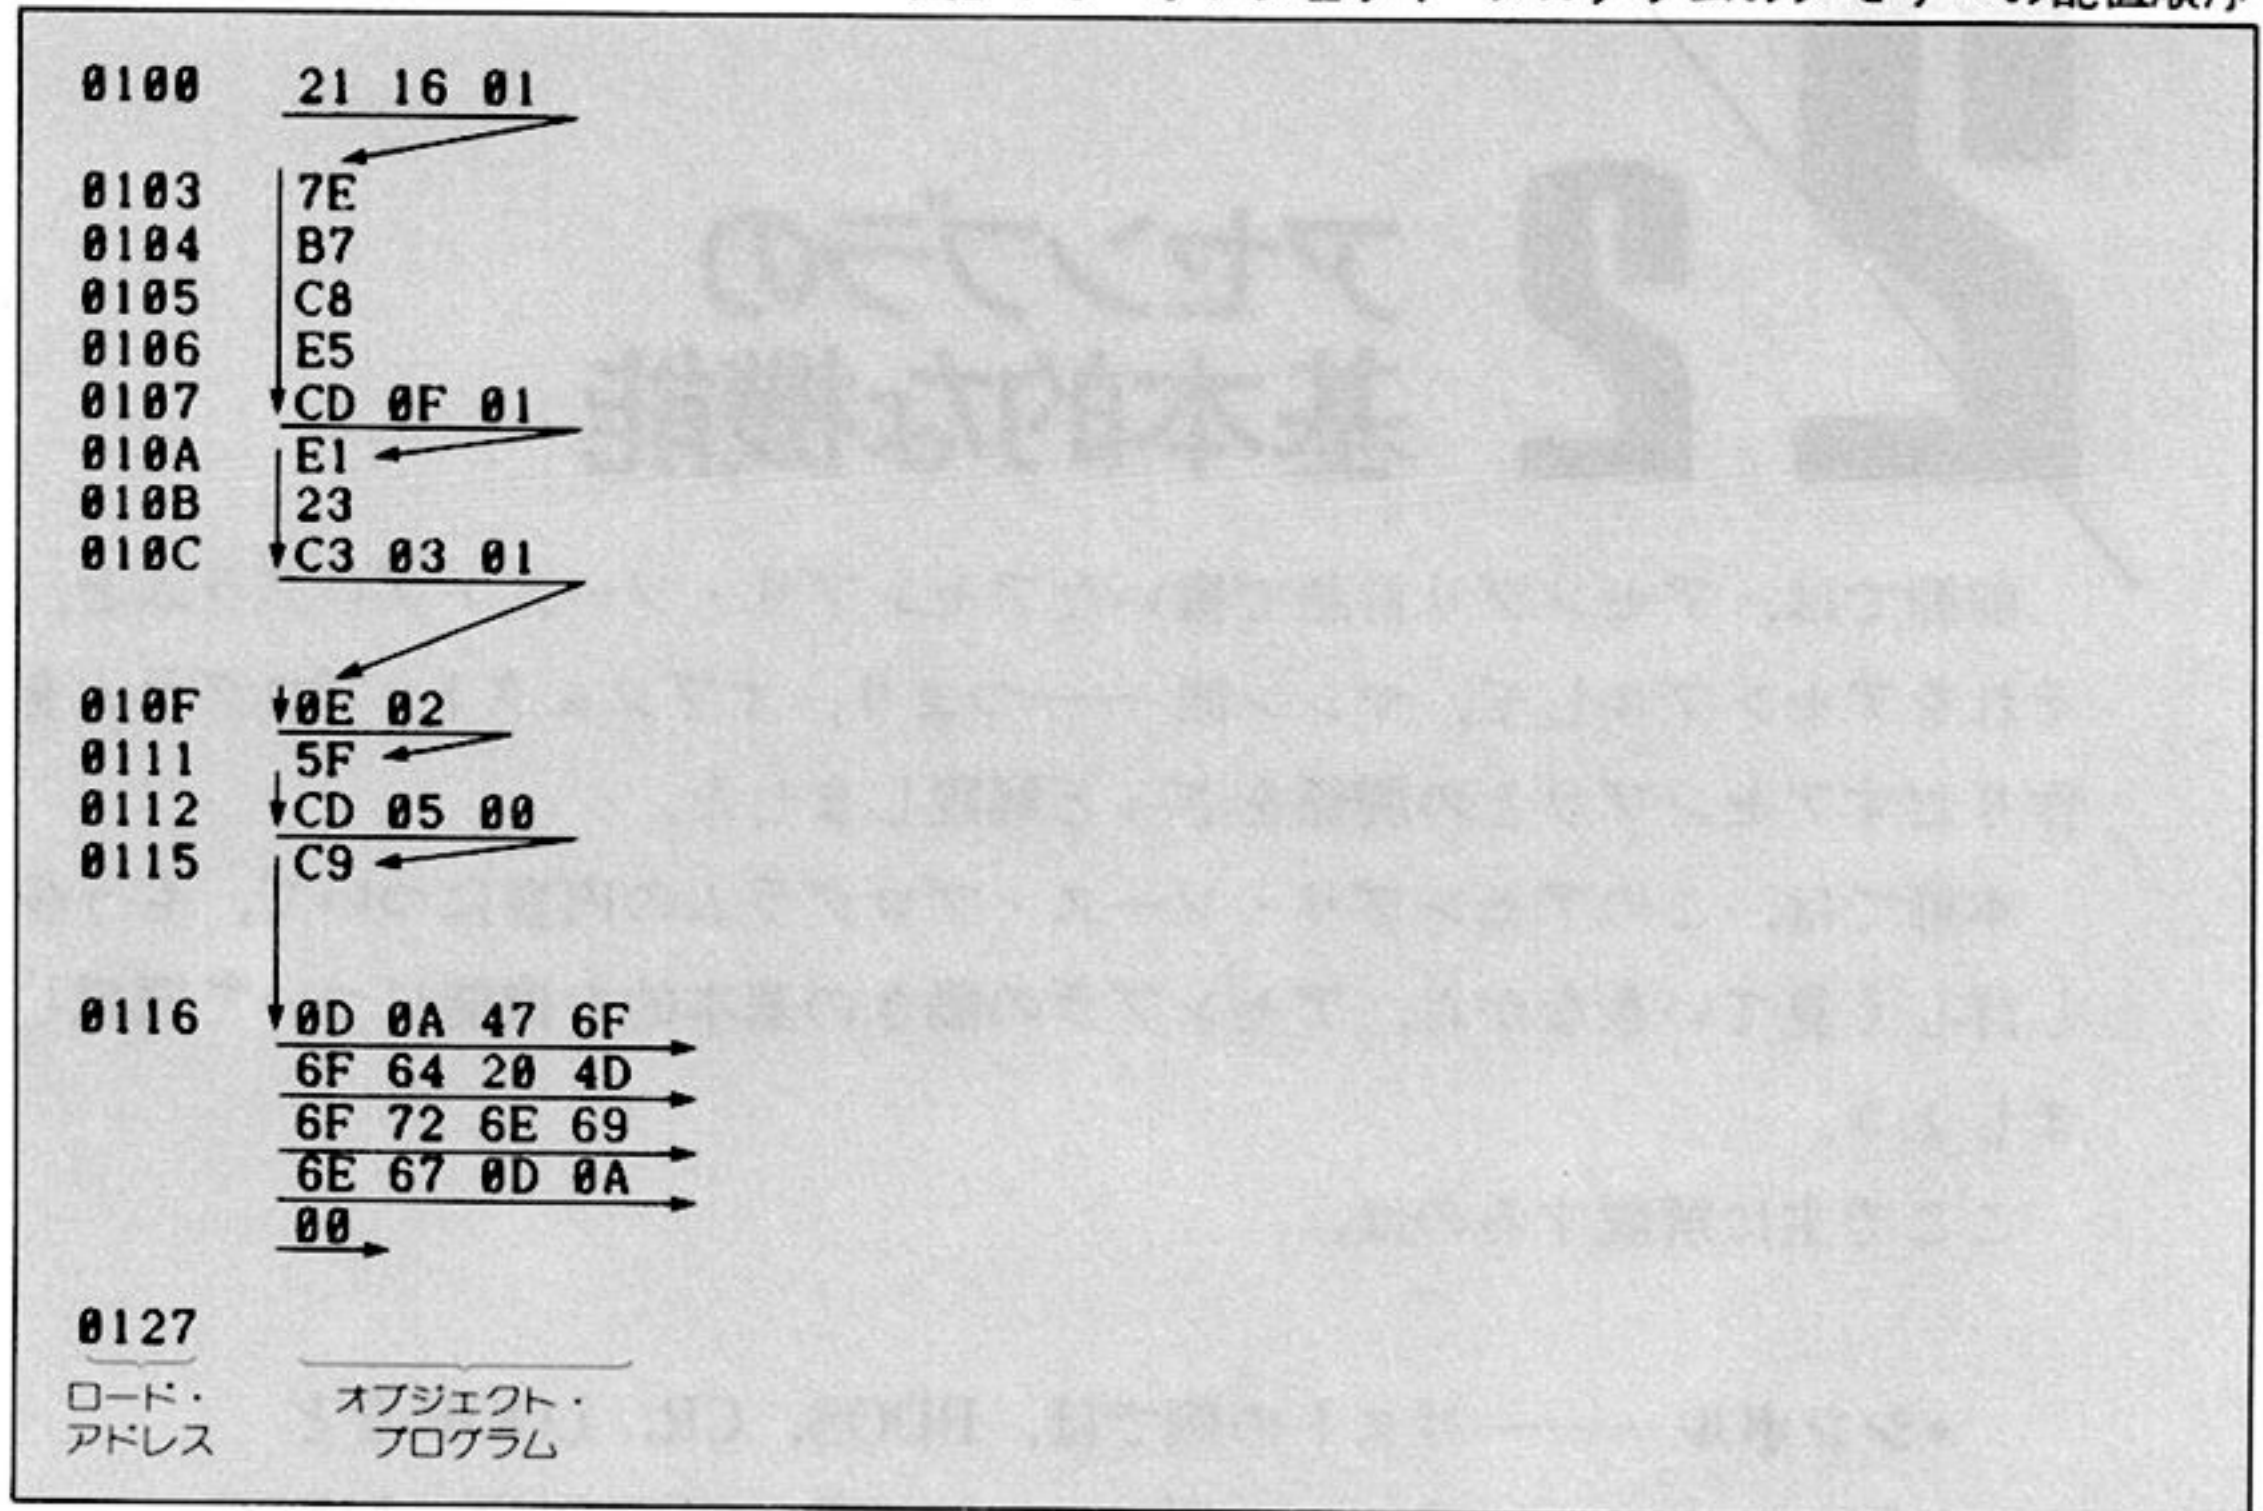 0100 21 16 01
0103 7E
0104 B7
0105 C8
0106 E5
0107 CD 0F 01
010A E1
010B 23
010C C3 03 01
010F 0E 02
0111 5F
0112 CD 05 00
0115 C9
0116 0D 0A 47 6F
6F 64 20 4D
6F 72 6E 69
6E 67 0D 0A
00
0127
ロード・
アドレス
オブジェクト・
プログラム